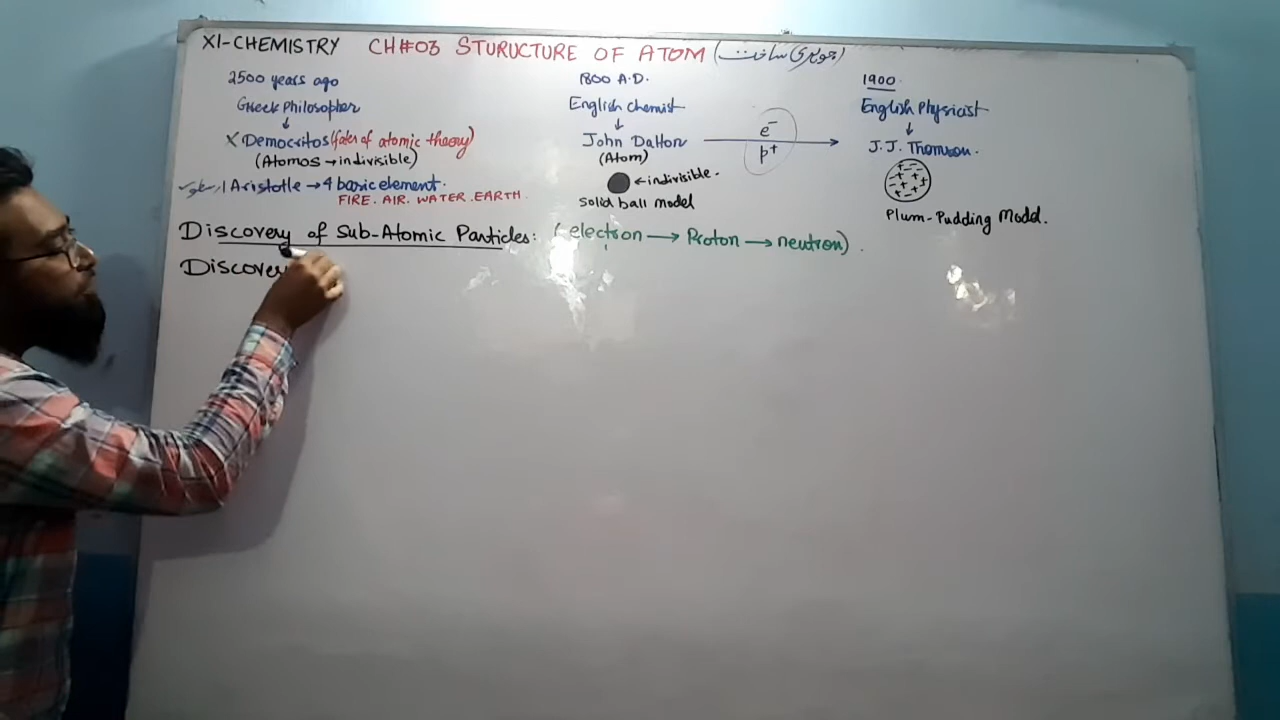 XI-CHEMISTRY CH#03 STURUCTURE OF ATOM (جوہری ساخت)
2500 years ago
Greek Philosopher
↓
X Democritos (father of atomic theory)
(Atomos → indivisible)
Aristotle → 4 basic element.
FIRE. AIR. WATER. EARTH.
1800 A.D.
English chemist
↓
John Dalton
(Atom)
← indivisible.
Solid ball model
e⁻
p⁺
1900
English Physicist
↓
J.J. Thomson.
Plum-Pudding Model.
Discovery of Sub-Atomic Particles: (electron → Proton → neutron).
Discover